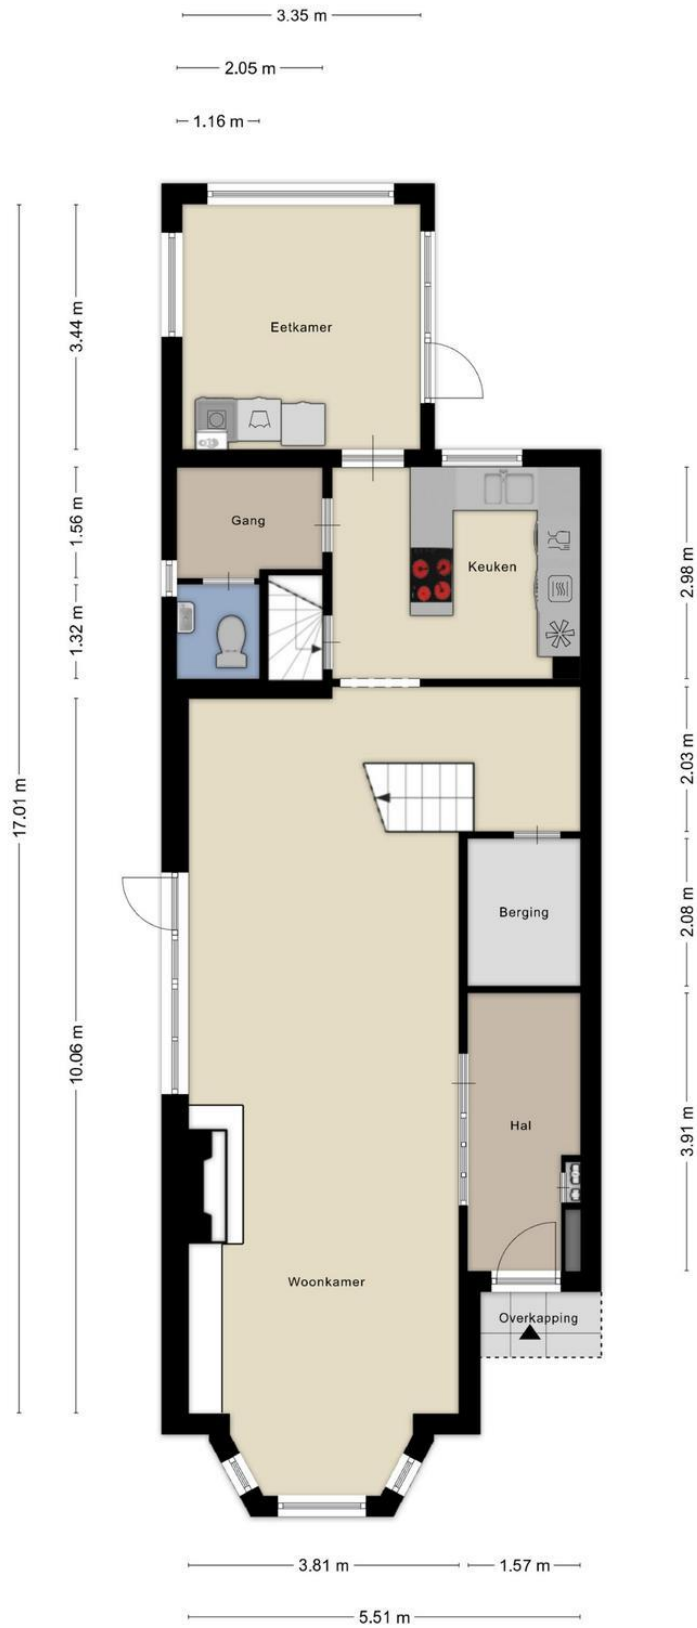 3.35 m
2.05 m
1.16 m
3.44 m
Eetkamer
1.56 m
Gang
Keuken
2.98 m
1.32 m
2.03 m
17.01 m
Berging
2.08 m
10.06 m
Hal
3.91 m
Woonkamer
Overkapping
3.81 m
1.57 m
5.51 m